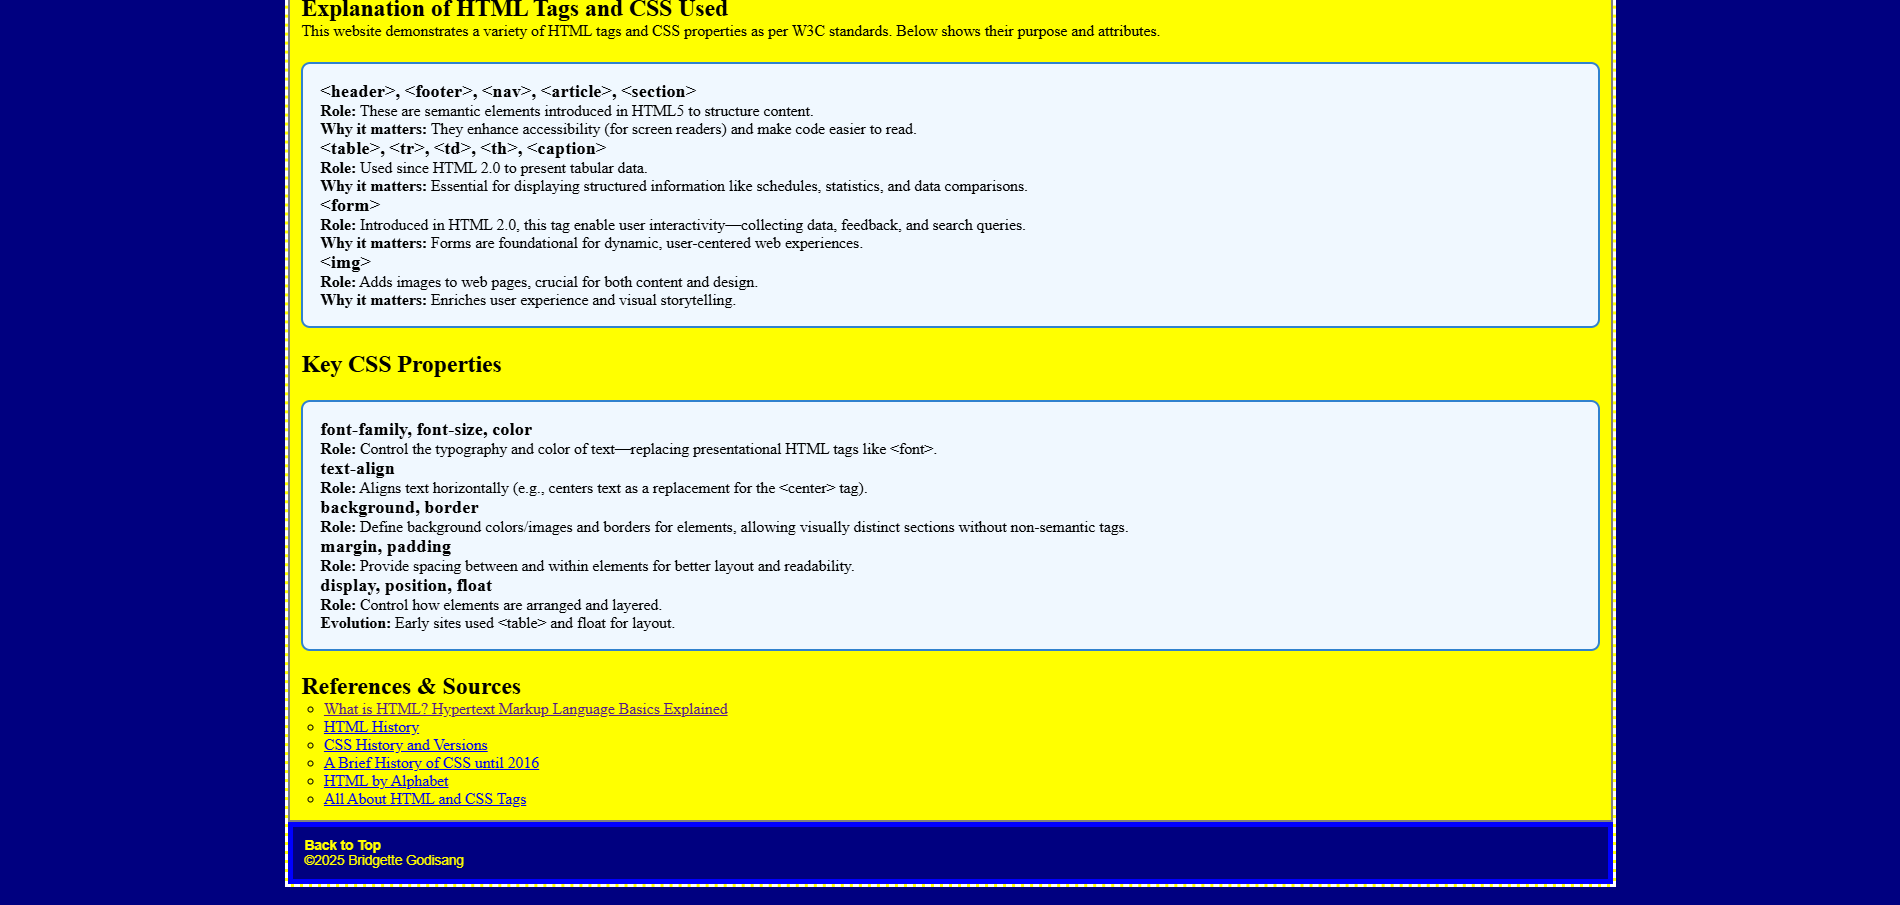 Explanation of HTML Tags and CSS Used
This website demonstrates a variety of HTML tags and CSS properties as per W3C standards. Below shows their purpose and attributes.
<header>, <footer>, <nav>, <article>, <section>
Role: These are semantic elements introduced in HTML5 to structure content.
Why it matters: They enhance accessibility (for screen readers) and make code easier to read.
<table>, <tr>, <td>, <th>, <caption>
Role: Used since HTML 2.0 to present tabular data.
Why it matters: Essential for displaying structured information like schedules, statistics, and data comparisons.
<form>
Role: Introduced in HTML 2.0, this tag enable user interactivity—collecting data, feedback, and search queries.
Why it matters: Forms are foundational for dynamic, user-centered web experiences.
<img>
Role: Adds images to web pages, crucial for both content and design.
Why it matters: Enriches user experience and visual storytelling.
Key CSS Properties
font-family, font-size, color
Role: Control the typography and color of text—replacing presentational HTML tags like <font>.
text-align
Role: Aligns text horizontally (e.g., centers text as a replacement for the <center> tag).
background, border
Role: Define background colors/images and borders for elements, allowing visually distinct sections without non-semantic tags.
margin, padding
Role: Provide spacing between and within elements for better layout and readability.
display, position, float
Role: Control how elements are arranged and layered.
Evolution: Early sites used <table> and float for layout.
References & Sources
What is HTML? Hypertext Markup Language Basics Explained
HTML History
CSS History and Versions
A Brief History of CSS until 2016
HTML by Alphabet
All About HTML and CSS Tags
Back to Top
©2025 Bridgette Godisang